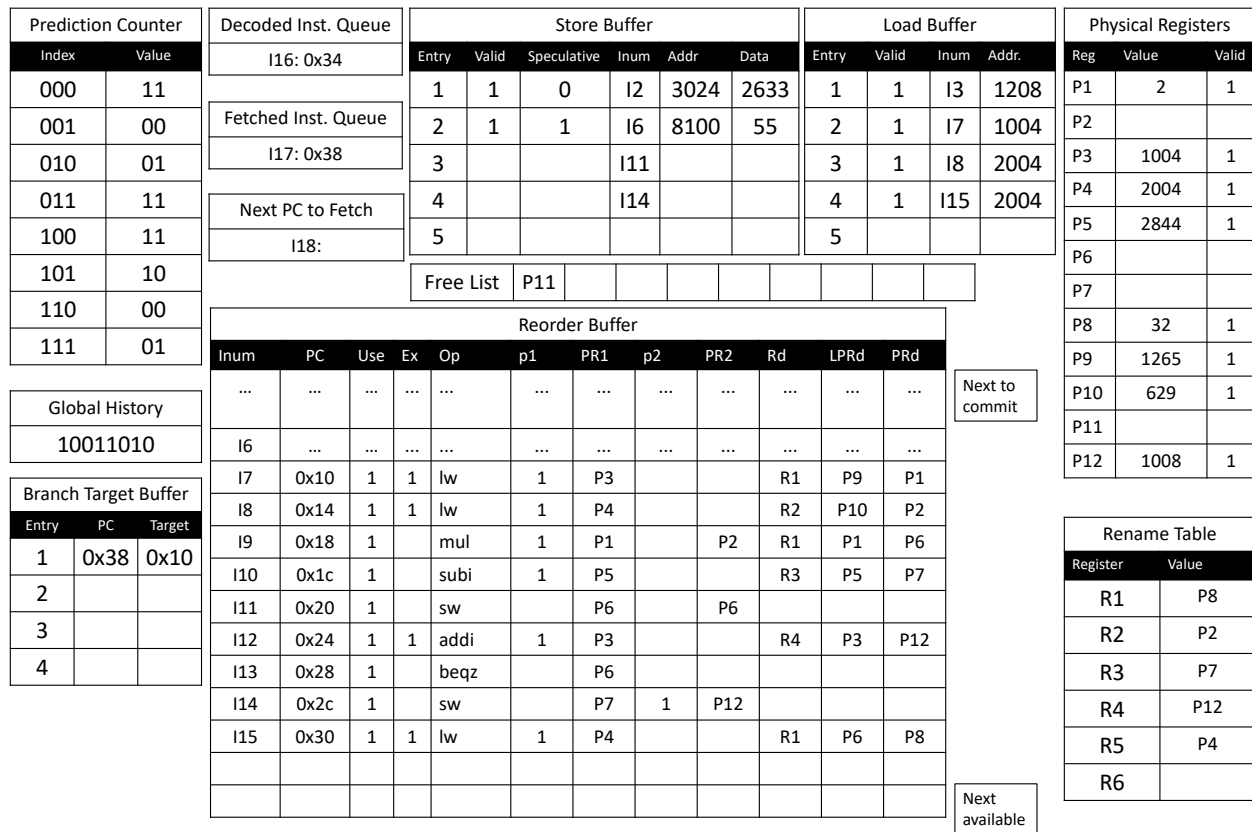 Prediction Counter
Index Value
000 11
001 00
010 01
011 11
100 11
101 10
110 00
111 01
Global History
10011010
Branch Target Buffer
Entry PC Target
1 0x38 0x10
2
3
4
Decoded Inst. Queue
I16: 0x34
Fetched Inst. Queue
I17: 0x38
Next PC to Fetch
I18:
Store Buffer
Entry Valid Speculative Inum Addr Data
1 1 0 I2 3024 2633
2 1 1 I6 8100 55
3 I11
4 I14
5
Load Buffer
Entry Valid Inum Addr.
1 1 I3 1208
2 1 I7 1004
3 1 I8 2004
4 1 I15 2004
5
Free List P11
Reorder Buffer
Inum PC Use Ex Op p1 PR1 p2 PR2 Rd LPRd PRd
... ... ... ... ... ... ... ... ... ... ... ...
I6 ... ... ... ... ... ... ... ... ... ... ...
I7 0x10 1 1 lw 1 P3 R1 P9 P1
I8 0x14 1 1 lw 1 P4 R2 P10 P2
I9 0x18 1 mul 1 P1 P2 R1 P1 P6
I10 0x1c 1 subi 1 P5 R3 P5 P7
I11 0x20 1 sw P6 P6
I12 0x24 1 1 addi 1 P3 R4 P3 P12
I13 0x28 1 beqz P6
I14 0x2c 1 sw P7 1 P12
I15 0x30 1 1 lw 1 P4 R1 P6 P8
Next to
commit
Next
available
Physical Registers
Reg Value Valid
P1 2 1
P2
P3 1004 1
P4 2004 1
P5 2844 1
P6
P7
P8 32 1
P9 1265 1
P10 629 1
P11
P12 1008 1
Rename Table
Register Value
R1 P8
R2 P2
R3 P7
R4 P12
R5 P4
R6